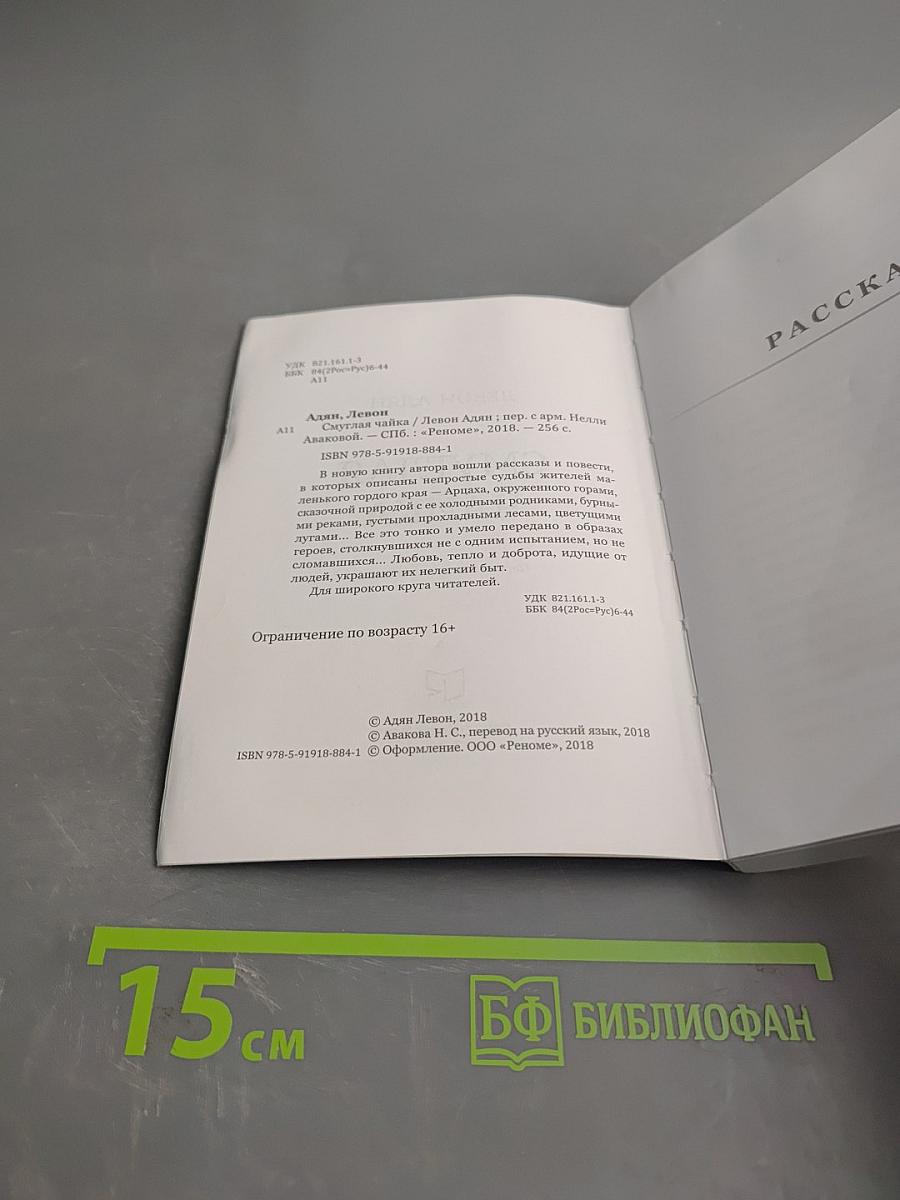 УДК 821.161.1-3
ББК 84(2Рос=Рус)6-44
А11
Адян, Левон
А11 Смуглая чайка / Левон Адян ; пер. с арм. Нелли
Аваковой. — СПб. : «Реноме», 2018. — 256 с.
ISBN 978-5-91918-884-1
В новую книгу автора вошли рассказы и повести,
в которых описаны непростые судьбы жителей ма-
ленького гордого края — Арцаха, окруженного горами,
сказочной природой с ее холодными родниками, бурны-
ми реками, густыми прохладными лесами, цветущими
лугами... Все это тонко и умело передано в образах
героев, столкнувшихся не с одним испытанием, но не
сломавшихся... Любовь, тепло и доброта, идущие от
людей, украшают их нелегкий быт.
Для широкого круга читателей.
УДК 821.161.1-3
ББК 84(2Рос=Рус)6-44
Ограничение по возрасту 16+
© Адян Левон, 2018
© Авакова Н. С., перевод на русский язык, 2018
ISBN 978-5-91918-884-1 © Оформление. ООО «Реноме», 2018
РАССКА
15 см
БФ БИБЛИОФАН